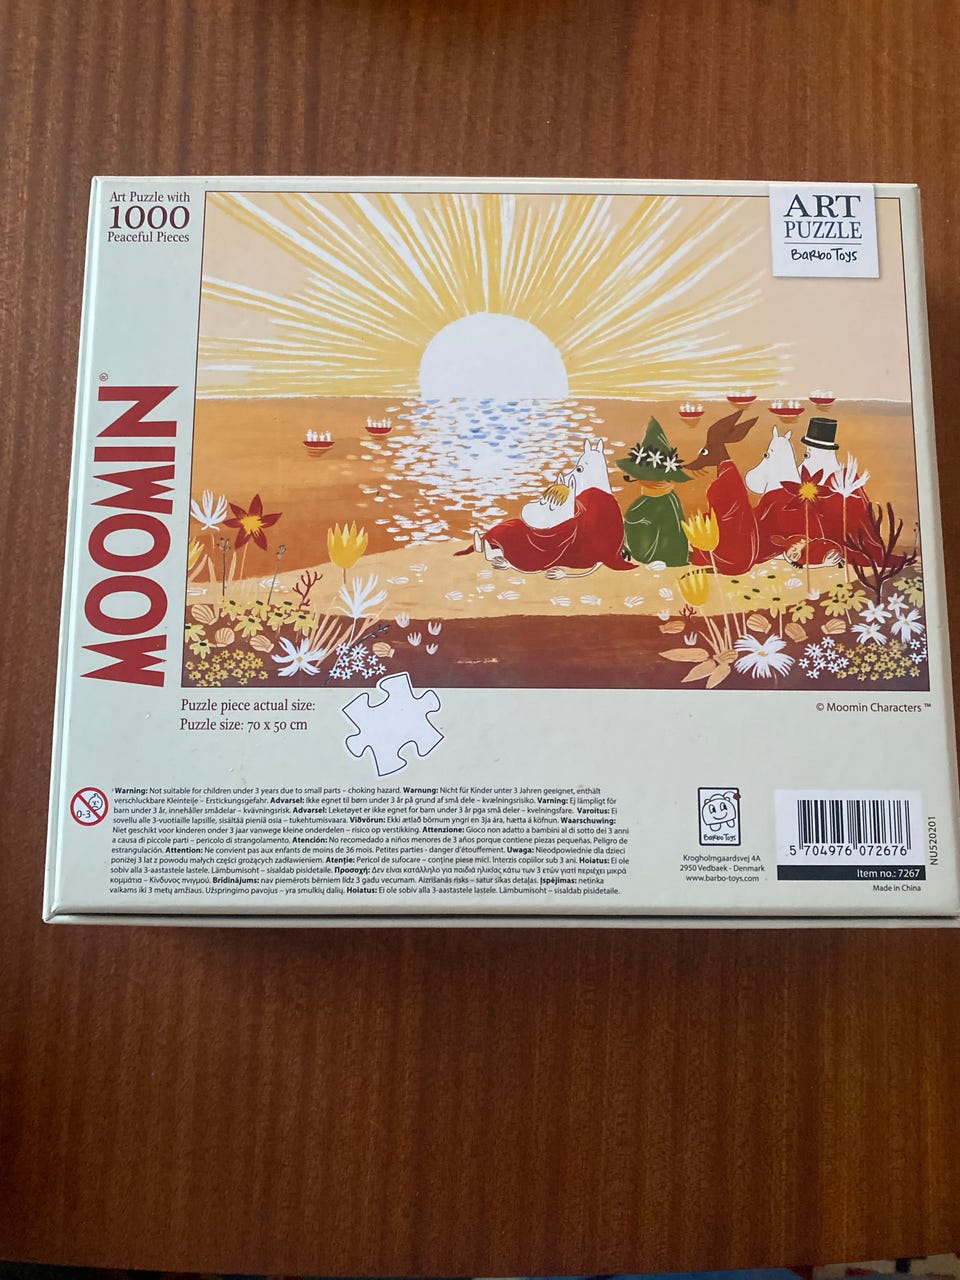 Art Puzzle with
1000
Peaceful Pieces
ART
PUZZLE
Barbo Toys
MOOMIN®
Puzzle piece actual size:
Puzzle size: 70 x 50 cm
© Moomin Characters ™
0-3
Warning: Not suitable for children under 3 years due to small parts – choking hazard. Warnung: Nicht für Kinder unter 3 Jahren geeignet, enthält
verschluckbare Kleinteile – Erstickungsgefahr. Advarsel: Ikke egnet til børn under 3 år på grund af små dele – kvælningsrisiko. Varning: Ej lämpligt för
barn under 3 år, innehåller smådelar – kvävningsrisk. Advarsel: Leketøyet er ikke egnet for barn under 3 år pga små deler – kvelningsfare. Varoitus: Ei
sovellu alle 3-vuotiaille lapsille, sisältää pieniä osia – tukehtumisvaara. Viðvörun: Ekki ætlað börnum yngri en 3ja ára, hætta á köfnun. Waarschuwing:
Niet geschikt voor kinderen onder 3 jaar vanwege kleine onderdelen – risico op verstikking. Attenzione: Gioco non adatto a bambini al di sotto dei 3 anni
a causa di piccole parti – pericolo di strangolamento. Atención: No recomedado a niños menores de 3 años porque contiene piezas pequeñas, Peligro de
estrangulación. Attention: Ne convient pas aux enfants de moins de 36 mois. Petites parties - danger d'étouffement. Uwaga: Nieodpowiednie dla dzieci
poniżej 3 lat z powodu małych części grożących zadławieniem. Atenție: Pericol de sufocare – conține piese mici. Interzis copiilor sub 3 ani. Hoiatus: Ei ole
sobiv alla 3-aastastele lastele. Lämbumisoht – sisaldab pisidetaile. Προσοχή: Δεν είναι κατάλληλο για παιδιά ηλικίας κάτω των 3 ετών γιατί περιέχει μικρά
κομμάτια – Κίνδυνος πνιγμού. Brīdinājums: nav piemērots bērniem līdz 3 gadu vecumam. Aizrīšanās risks – satur sīkas detaļas. Įspėjimas: netinka
vaikams iki 3 metų amžiaus. Užspringimo pavojus – yra smulkių dalių. Hoiatus: Ei ole sobiv alla 3-aastastele lastele. Lämbumisoht – sisaldab pisidetaile.
Barbo Toys
Krogholmgaardsvej 4A
2950 Vedbaek - Denmark
www.barbo-toys.com
5 704976 072676
Item no.: 7267
Made in China
NUS20201